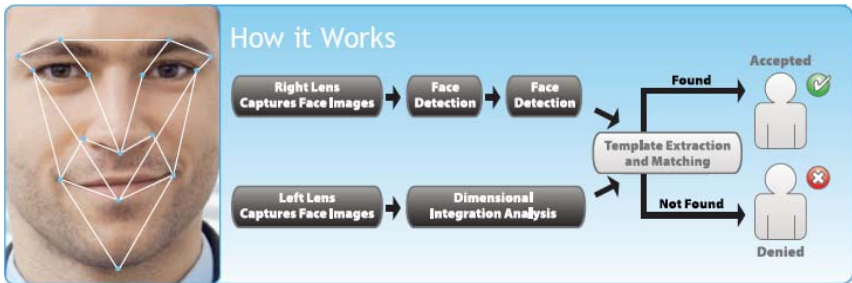 How it Works
Right Lens
Captures Face Images
Face
Detection
Face
Detection
Left Lens
Captures Face Images
Dimensional
Integration Analysis
Template Extraction
and Matching
Found
Accepted
Not Found
Denied